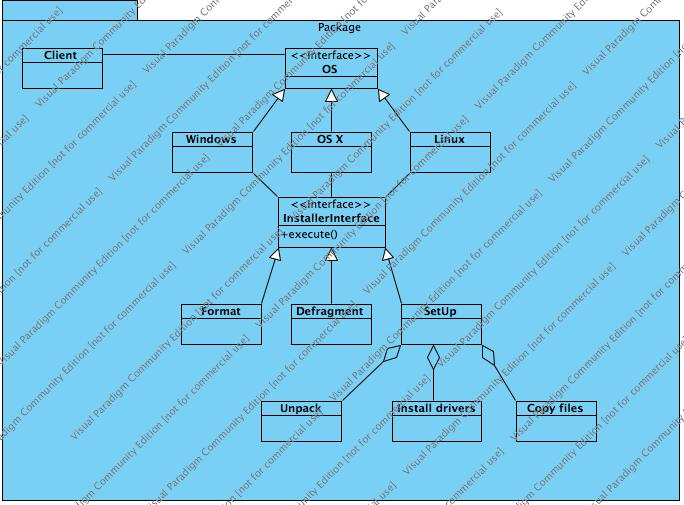 Package
Client
<<Interface>>
OS
Windows
OS X
Linux
<<Interface>>
InstallerInterface
+execute()
Format
Defragment
SetUp
Unpack
Install drivers
Copy files
Visual Paradigm Community Edition [not for commercial use]